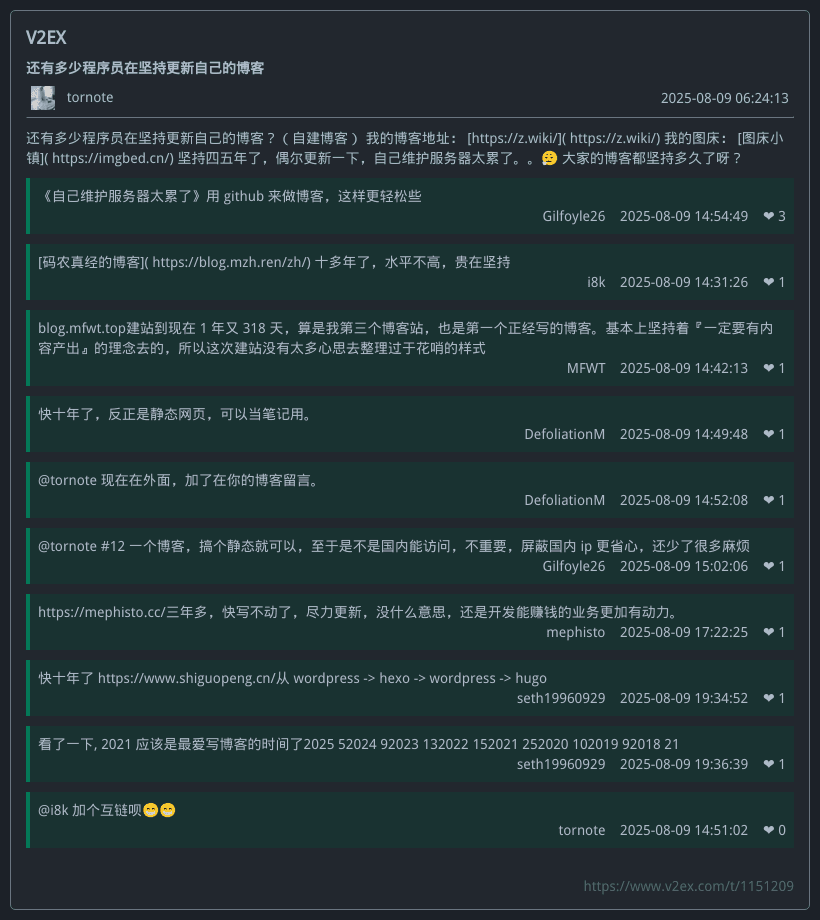 V2EX
还有多少程序员在坚持更新自己的博客
tornote 2025-08-09 06:24:13
还有多少程序员在坚持更新自己的博客？（自建博客） 我的博客地址： [https://z.wiki/]( https://z.wiki/) 我的图床： [图床小
镇]( https://imgbed.cn/) 坚持四五年了，偶尔更新一下，自己维护服务器太累了。。😮‍💨 大家的博客都坚持多久了呀？
《自己维护服务器太累了》用 github 来做博客，这样更轻松些
Gilfoyle26 2025-08-09 14:54:49 ❤ 3
[码农真经的博客]( https://blog.mzh.ren/zh/) 十多年了，水平不高，贵在坚持
i8k 2025-08-09 14:31:26 ❤ 1
blog.mfwt.top建站到现在 1 年又 318 天，算是我第三个博客站，也是第一个正经写的博客。基本上坚持着『一定要有内
容产出』的理念去的，所以这次建站没有太多心思去整理过于花哨的样式
MFWT 2025-08-09 14:42:13 ❤ 1
快十年了，反正是静态网页，可以当笔记用。
DefoliationM 2025-08-09 14:49:48 ❤ 1
@tornote 现在在外面，加了在你的博客留言。
DefoliationM 2025-08-09 14:52:08 ❤ 1
@tornote #12 一个博客，搞个静态就可以，至于是不是国内能访问，不重要，屏蔽国内 ip 更省心，还少了很多麻烦
Gilfoyle26 2025-08-09 15:02:06 ❤ 1
https://mephisto.cc/三年多，快写不动了，尽力更新，没什么意思，还是开发能赚钱的业务更加有动力。
mephisto 2025-08-09 17:22:25 ❤ 1
快十年了 https://www.shiguopeng.cn/从 wordpress -> hexo -> wordpress -> hugo
seth19960929 2025-08-09 19:34:52 ❤ 1
看了一下, 2021 应该是最爱写博客的时间了2025 52024 92023 132022 152021 252020 102019 92018 21
seth19960929 2025-08-09 19:36:39 ❤ 1
@i8k 加个互链呗😁😁
tornote 2025-08-09 14:51:02 ❤ 0
https://www.v2ex.com/t/1151209